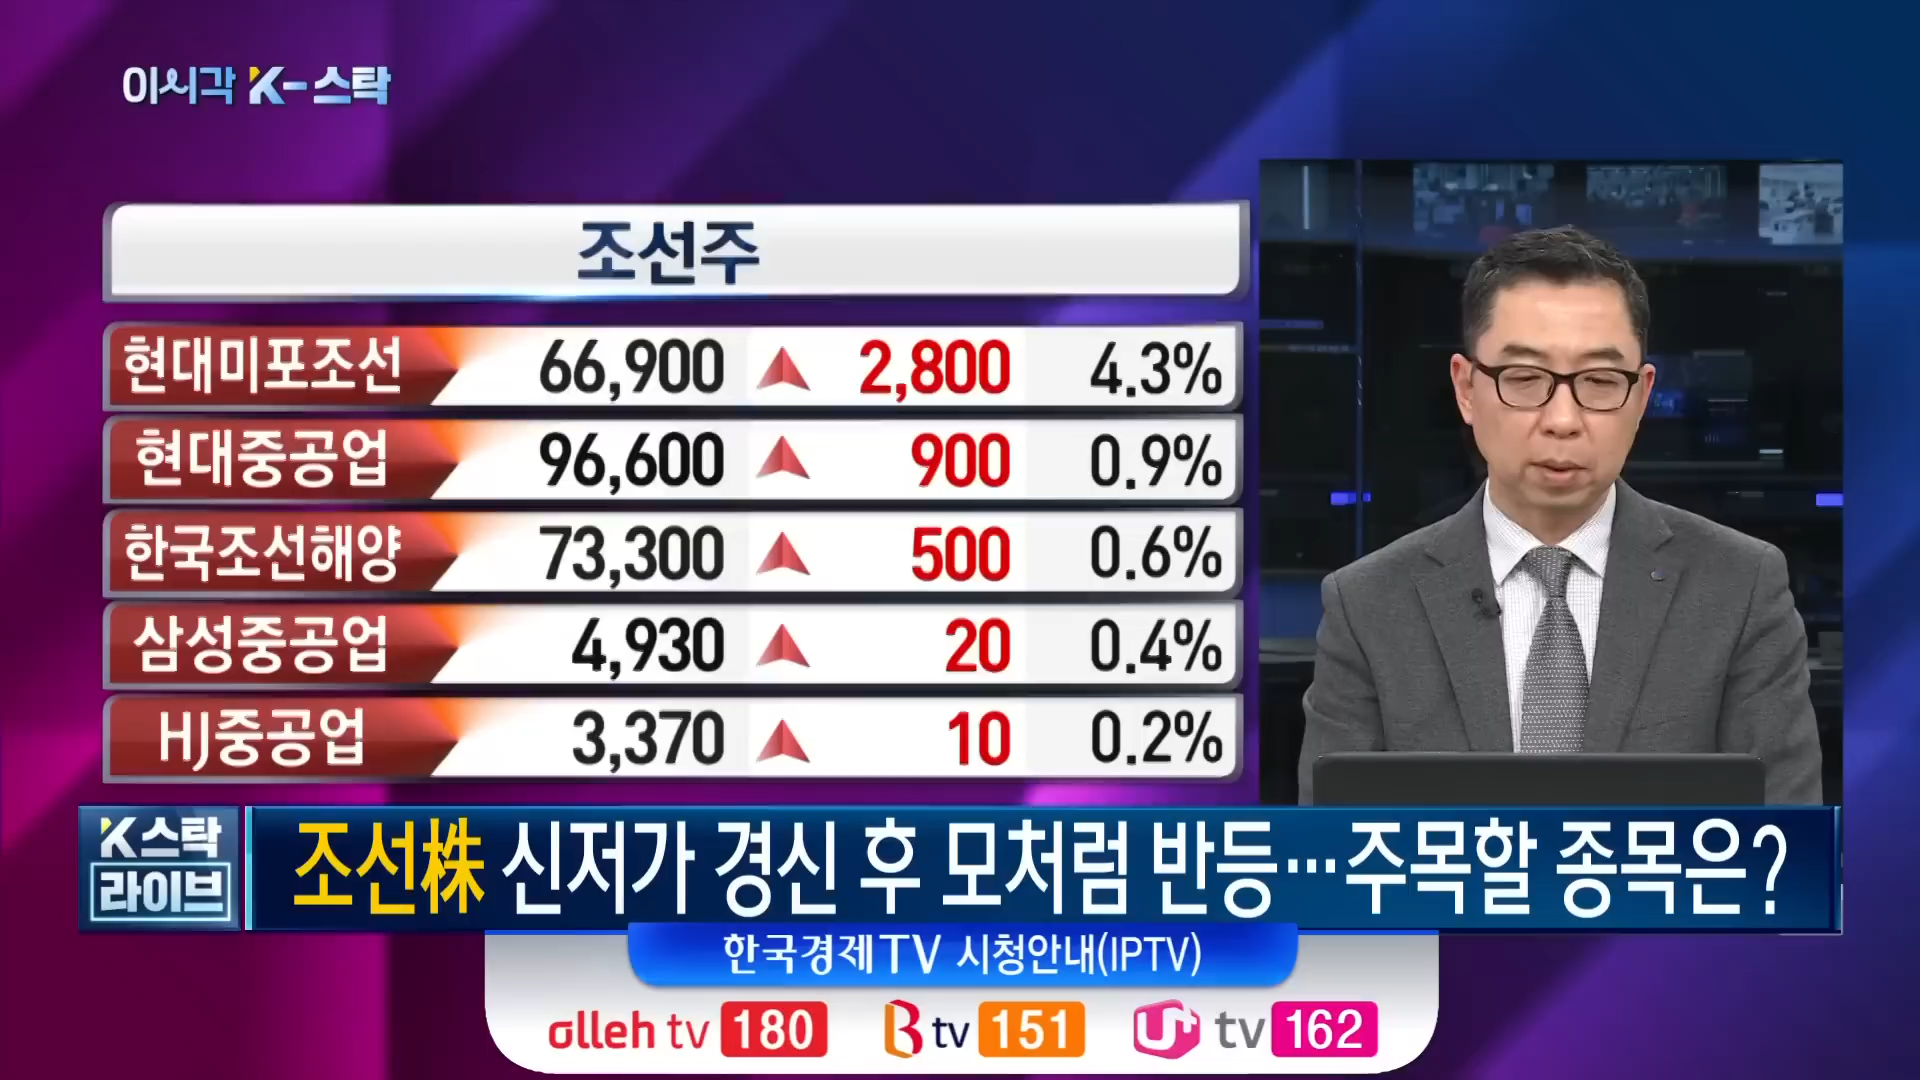 이시각 K-스탁
조선주
현대미포조선 66,900 ▲ 2,800 4.3%
현대중공업 96,600 ▲ 900 0.9%
한국조선해양 73,300 ▲ 500 0.6%
삼성중공업 4,930 ▲ 20 0.4%
HJ중공업 3,370 ▲ 10 0.2%
K스탁
라이브
조선株 신저가 경신 후 모처럼 반등…주목할 종목은?
한국경제TV 시청안내(IPTV)
olleh tv 180 B tv 151 U+ tv 162